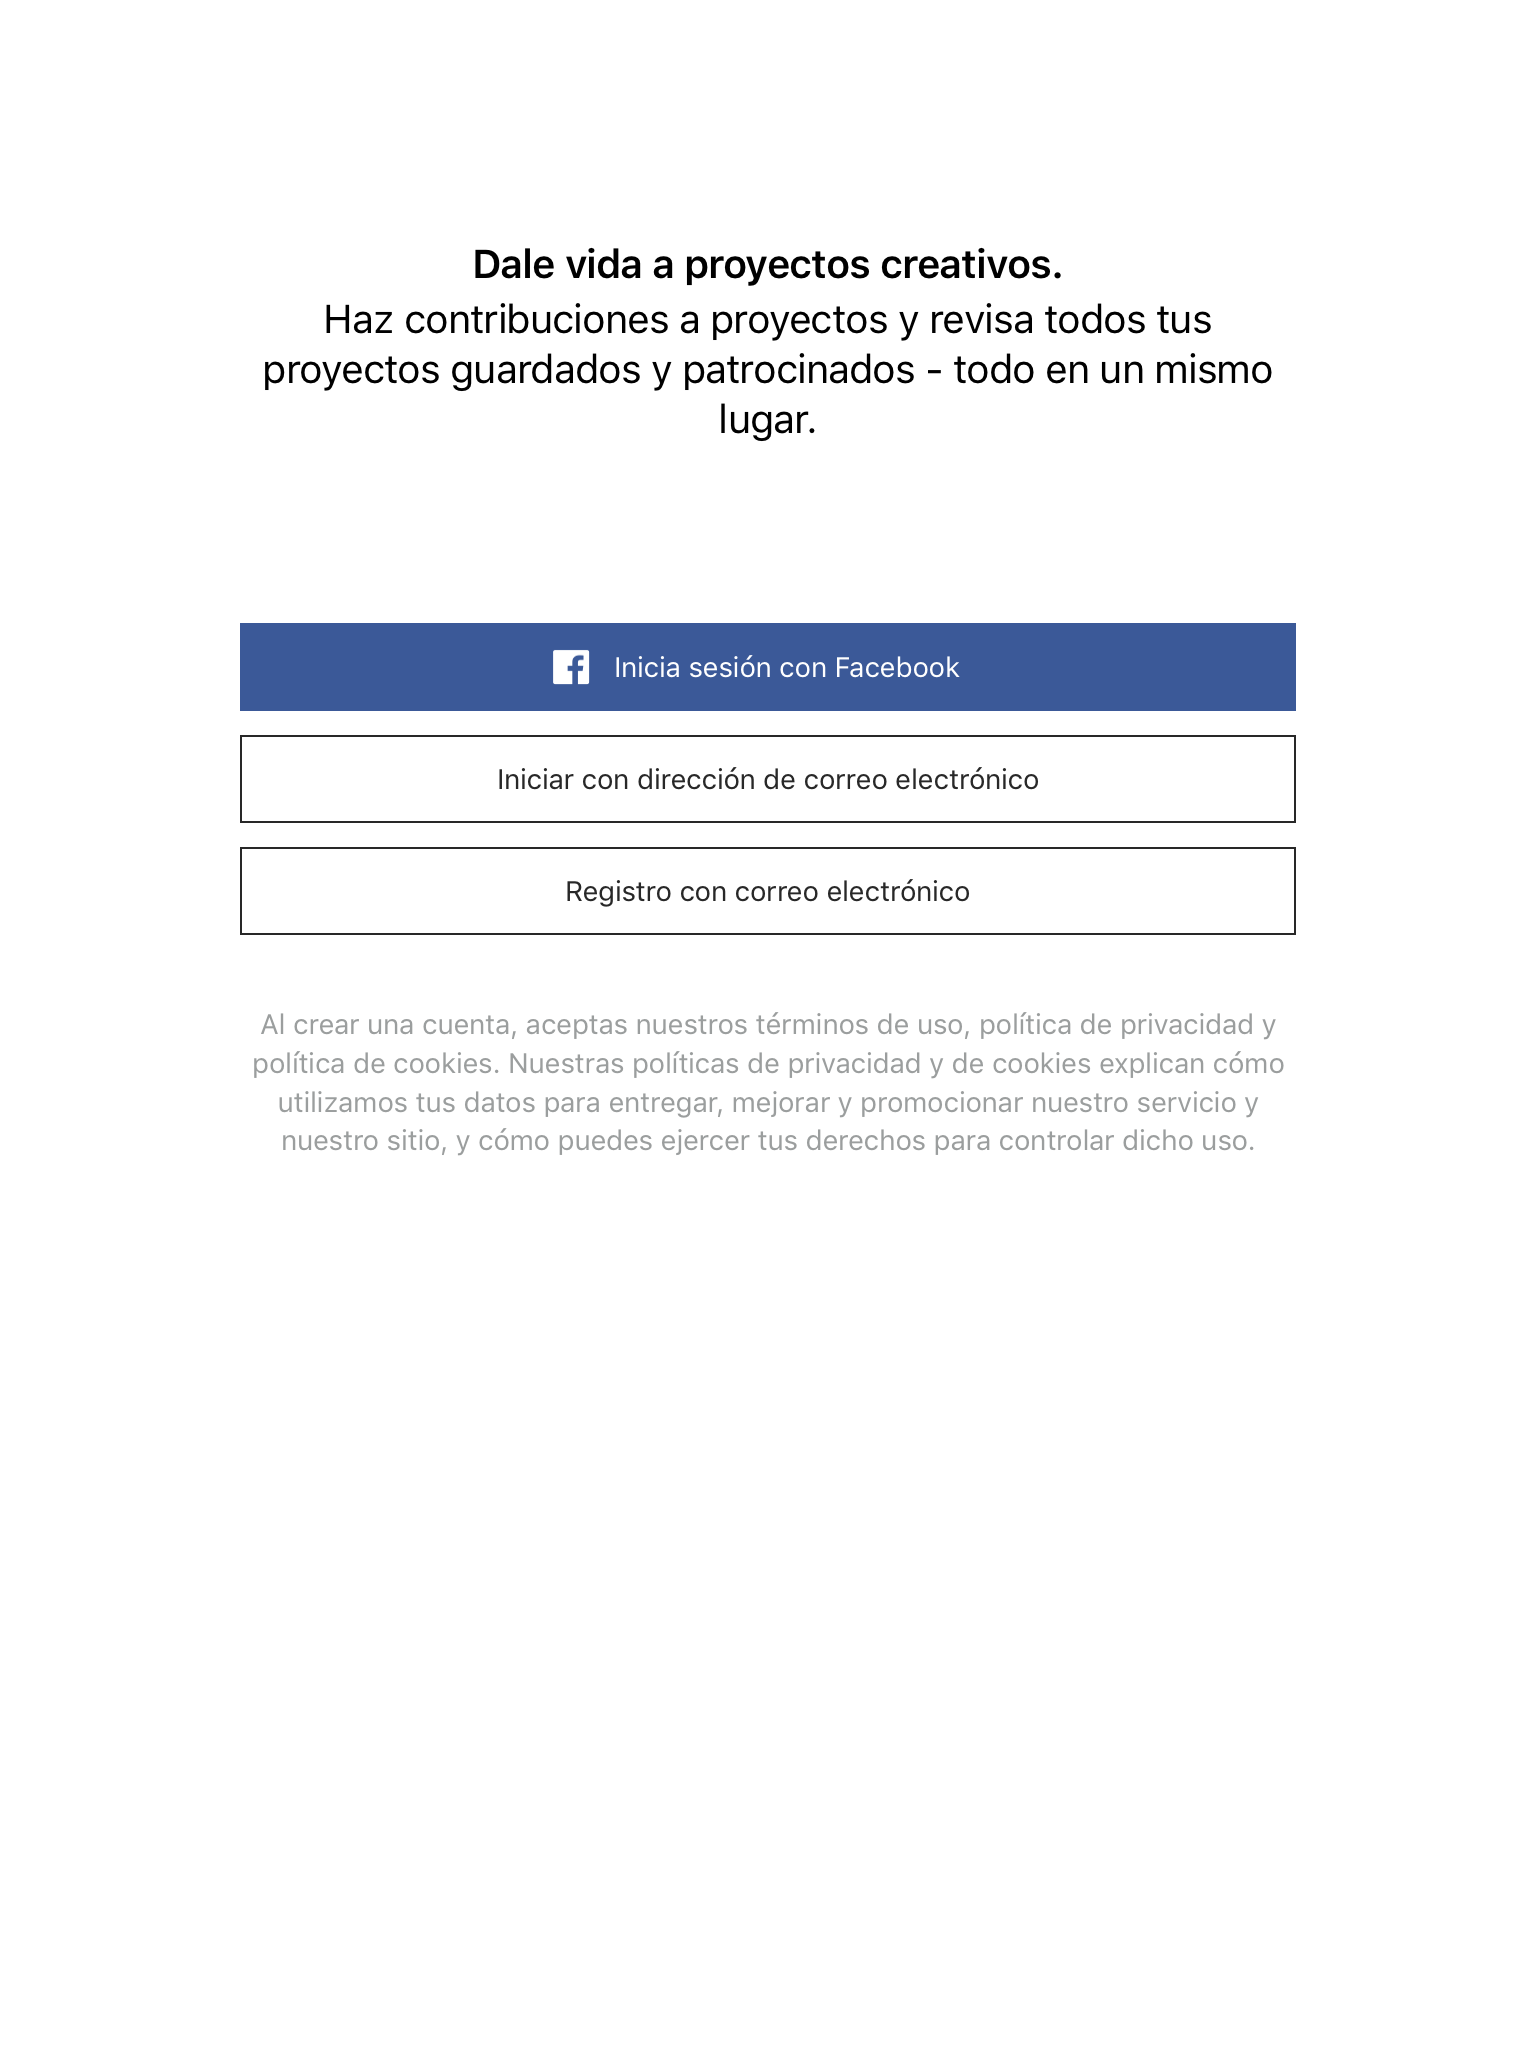 Dale vida a proyectos creativos.
Haz contribuciones a proyectos y revisa todos tus
proyectos guardados y patrocinados - todo en un mismo
lugar.
Inicia sesión con Facebook
Iniciar con dirección de correo electrónico
Registro con correo electrónico
Al crear una cuenta, aceptas nuestros términos de uso, política de privacidad y
política de cookies. Nuestras políticas de privacidad y de cookies explican cómo
utilizamos tus datos para entregar, mejorar y promocionar nuestro servicio y
nuestro sitio, y cómo puedes ejercer tus derechos para controlar dicho uso.